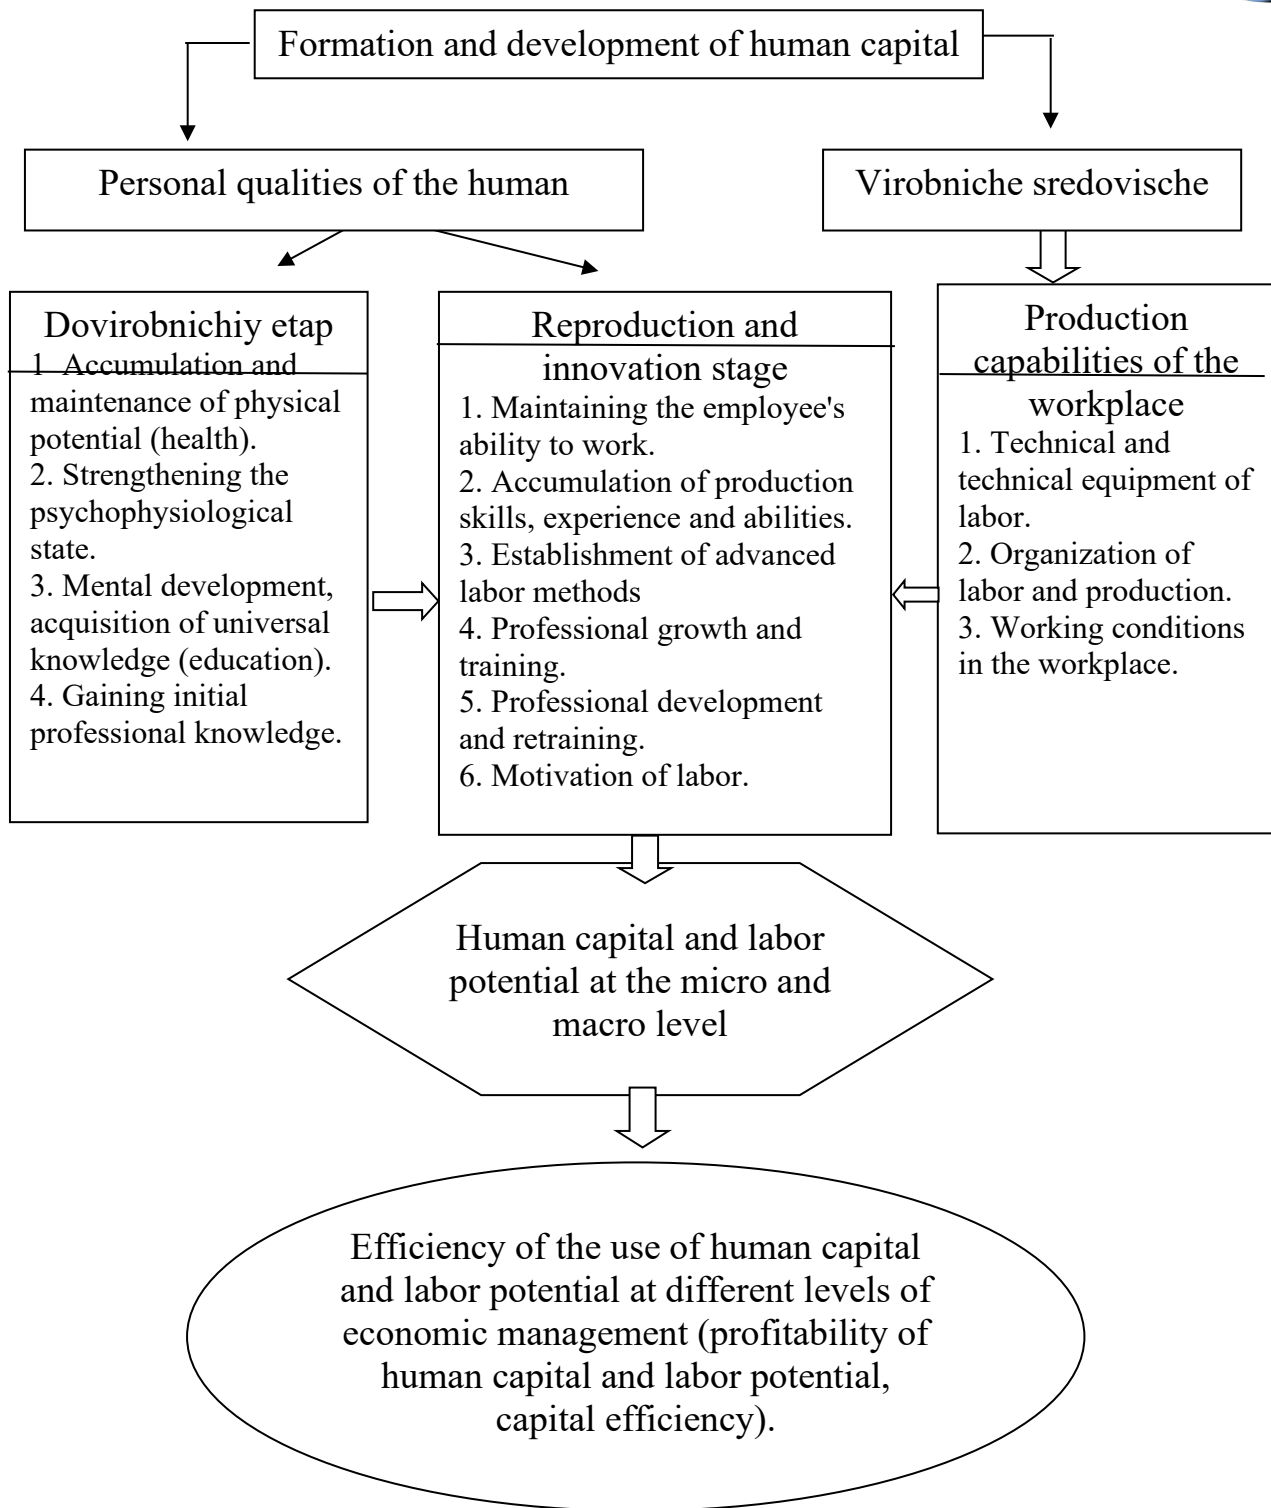 Formation and development of human capital
Personal qualities of the human
Virobniche sredovische
Dovirobnichiy etap
1. Accumulation and
maintenance of physical
potential (health).
2. Strengthening the
psychophysiological
state.
3. Mental development,
acquisition of universal
knowledge (education).
4. Gaining initial
professional knowledge.
Reproduction and
innovation stage
1. Maintaining the employee's
ability to work.
2. Accumulation of production
skills, experience and abilities.
3. Establishment of advanced
labor methods
4. Professional growth and
training.
5. Professional development
and retraining.
6. Motivation of labor.
Production
capabilities of the
workplace
1. Technical and
technical equipment of
labor.
2. Organization of
labor and production.
3. Working conditions
in the workplace.
Human capital and labor
potential at the micro and
macro level
Efficiency of the use of human capital
and labor potential at different levels of
economic management (profitability of
human capital and labor potential,
capital efficiency).